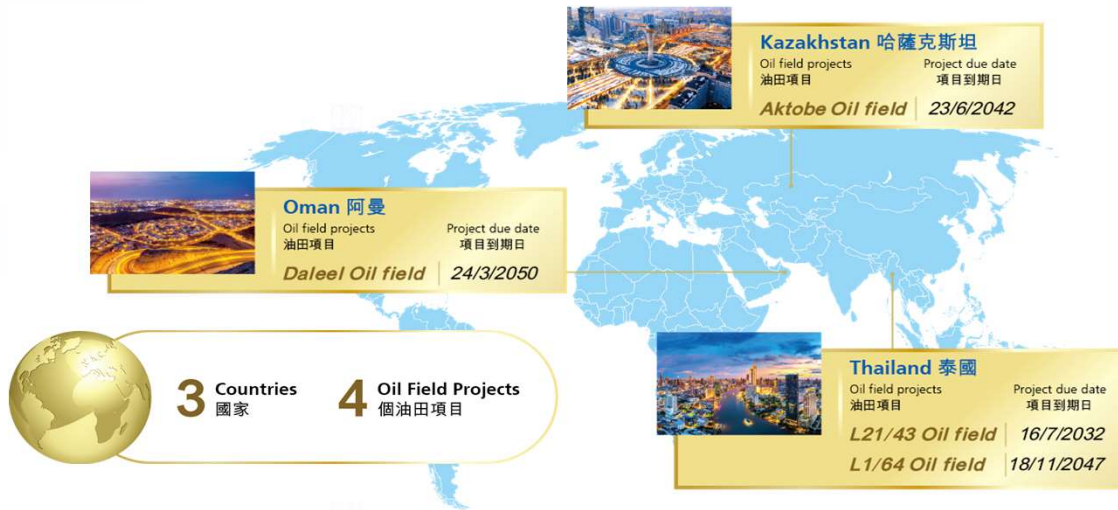 Kazakhstan 哈薩克斯坦
Oil field projects Project due date
油田項目 項目到期日
Aktobe Oil field 23/6/2042
Oman 阿曼
Oil field projects Project due date
油田項目 項目到期日
Daleel Oil field 24/3/2050
3 Countries
國家
4 Oil Field Projects
個油田項目
Thailand 泰國
Oil field projects Project due date
油田項目 項目到期日
L21/43 Oil field 16/7/2032
L1/64 Oil field 18/11/2047